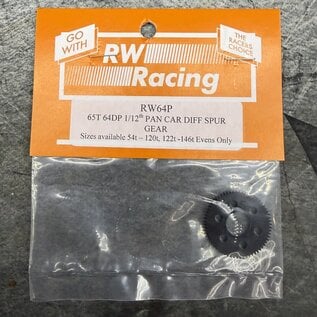 GO WITH
THE RACERS
CHOICE
RW
Racing
RW64P
65T 64DP 1/12th PAN CAR DIFF SPUR
GEAR
Sizes available 54t – 120t, 122t -146t Evens Only